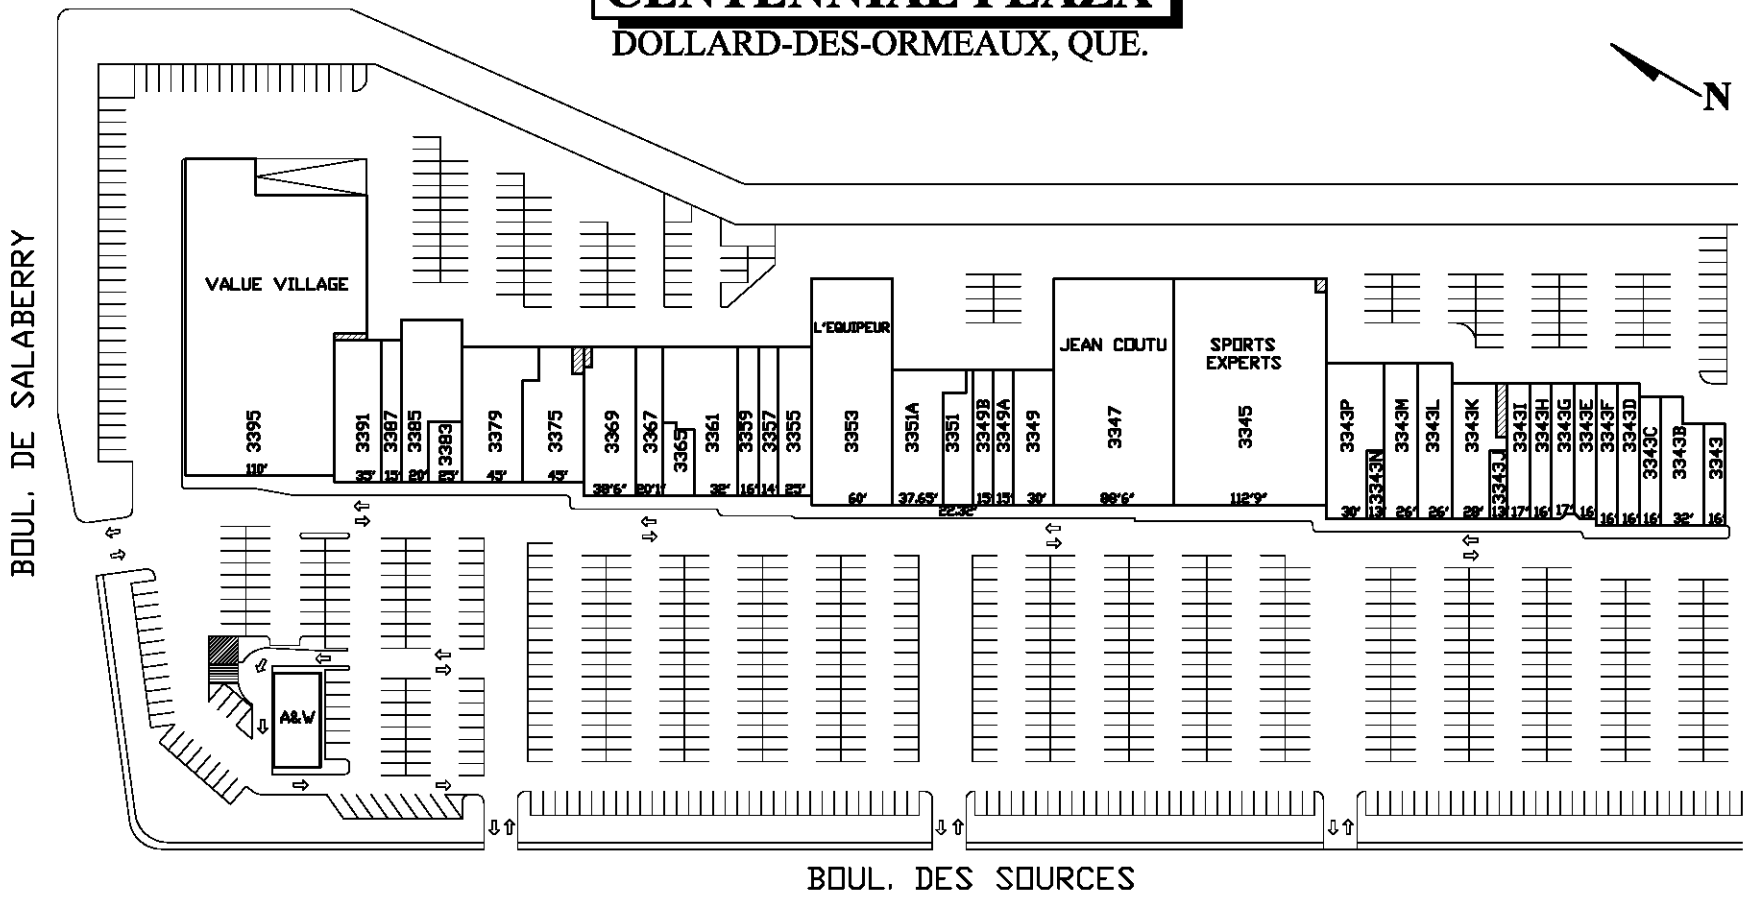 CENTENNIAL PLAZA
DOLLARD-DES-ORMEAUX, QUE.
N
BOUL. DE SALABERRY
VALUE VILLAGE
L'EQUIPEUR
JEAN COUTU
SPORTS
EXPERTS
3395
3391
3387
3385
3383
3379
3375
3369
3367
3365
3361
3359
3357
3355
3353
3351A
3351
3349B
3349A
3349
3347
3345
3343P
3343N
3343M
3343L
3343K
3343J
3343I
3343H
3343G
3343E
3343F
3343D
3343C
3343B
3343
110'
35'
15'
20'
25'
45'
45'
38'6"
20'1"
32'
16'
14'
25'
60'
37.65'
22.32'
15'
15'
30'
88'6"
112'9"
30'
13'
26'
26'
28'
13'
17'
16'
17'
16'
16'
16'
16'
32'
16'
A&W
BOUL. DES SOURCES